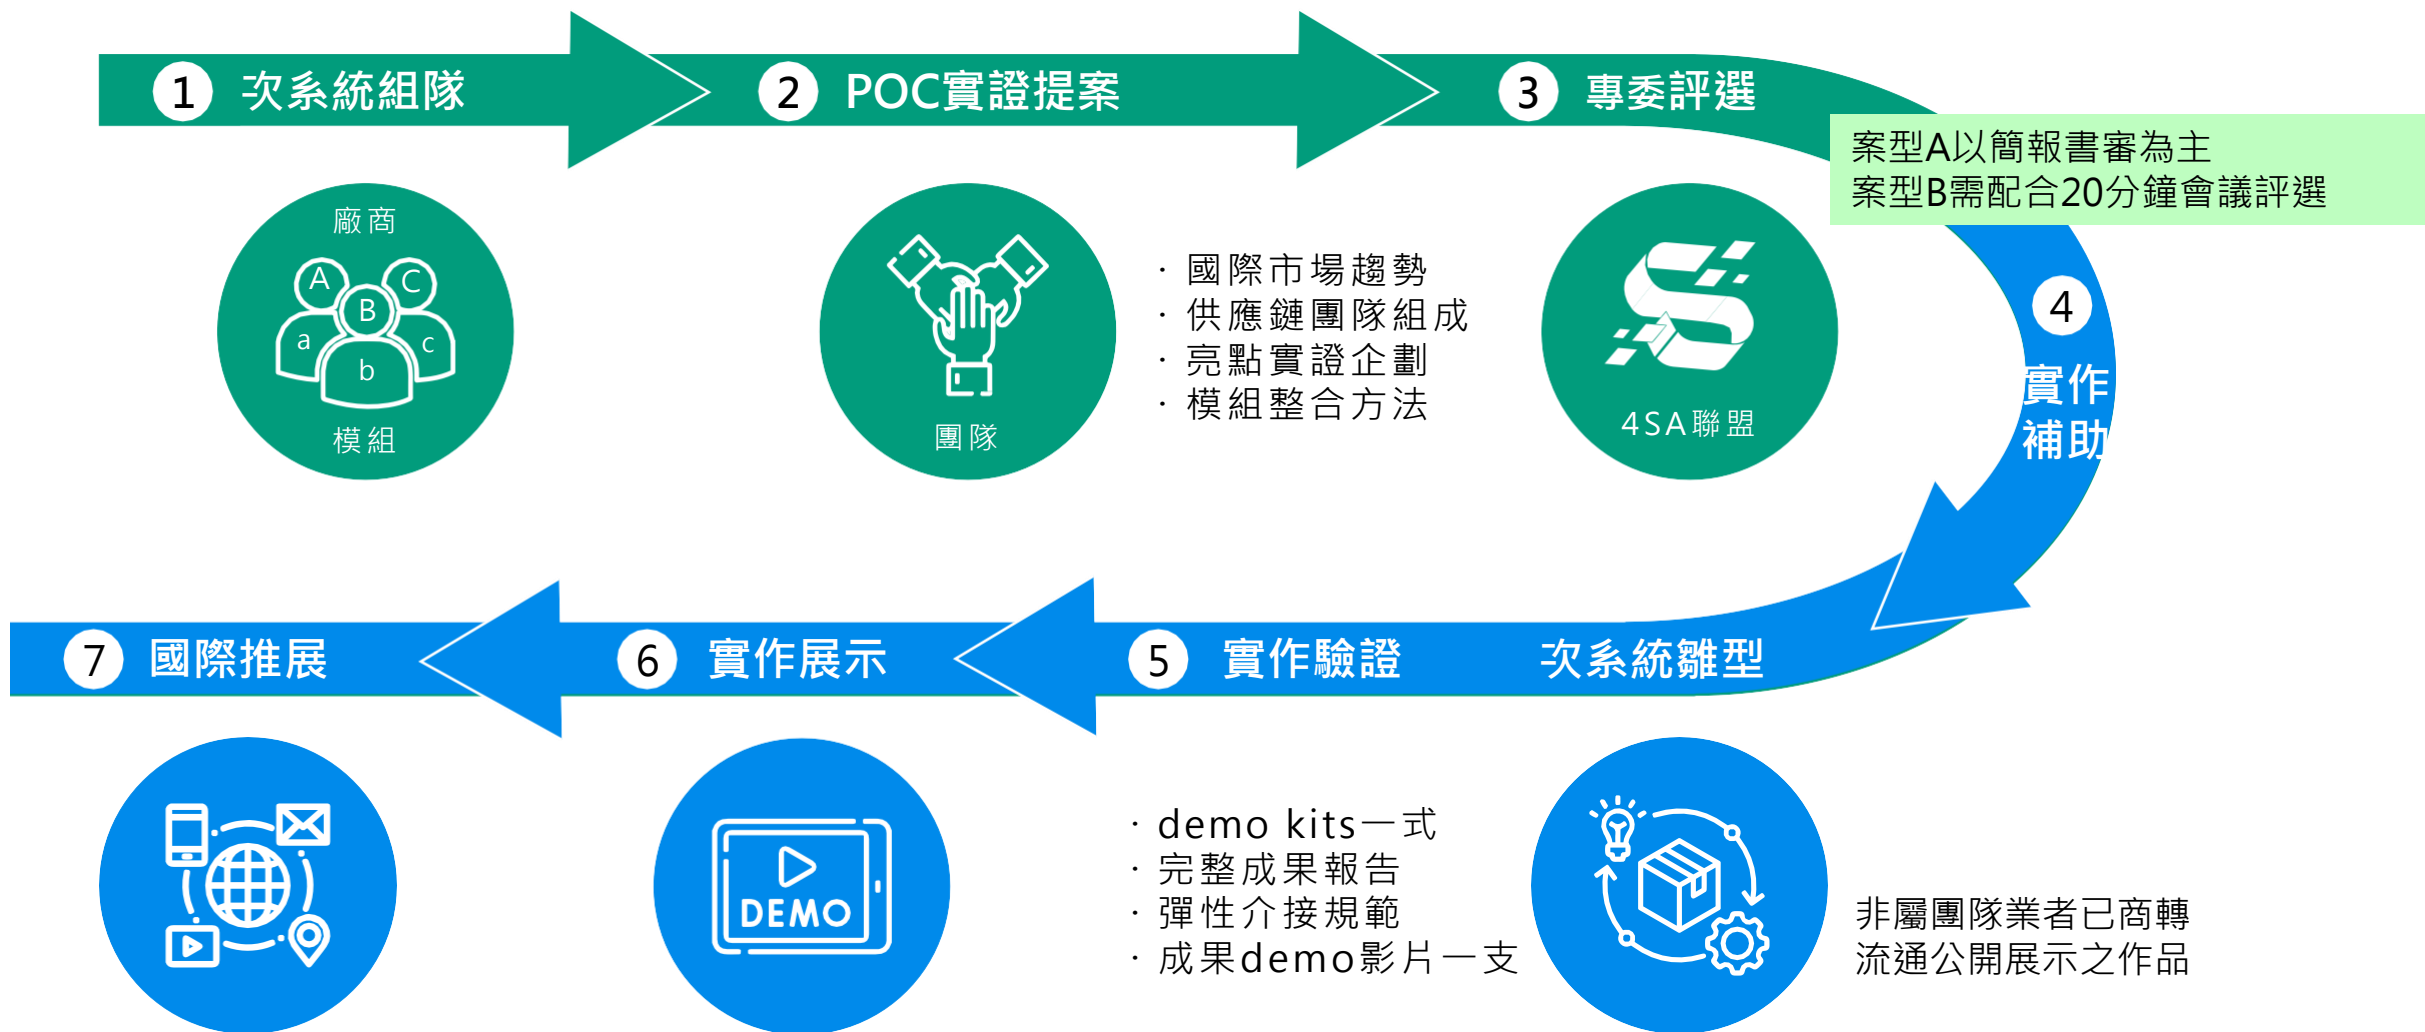 1 次系統組隊
2 POC實證提案
3 專委評選
案型A以簡報書審為主
案型B需配合20分鐘會議評選
廠商
A
B
C
a
b
c
模組
團隊
· 國際市場趨勢
· 供應鏈團隊組成
· 亮點實證企劃
· 模組整合方法
4SA聯盟
4
實作
補助
次系統雛型
5 實作驗證
6 實作展示
7 國際推展
非屬團隊業者已商轉
流通公開展示之作品
· demo kits一式
· 完整成果報告
· 彈性介接規範
· 成果demo影片一支
DEMO